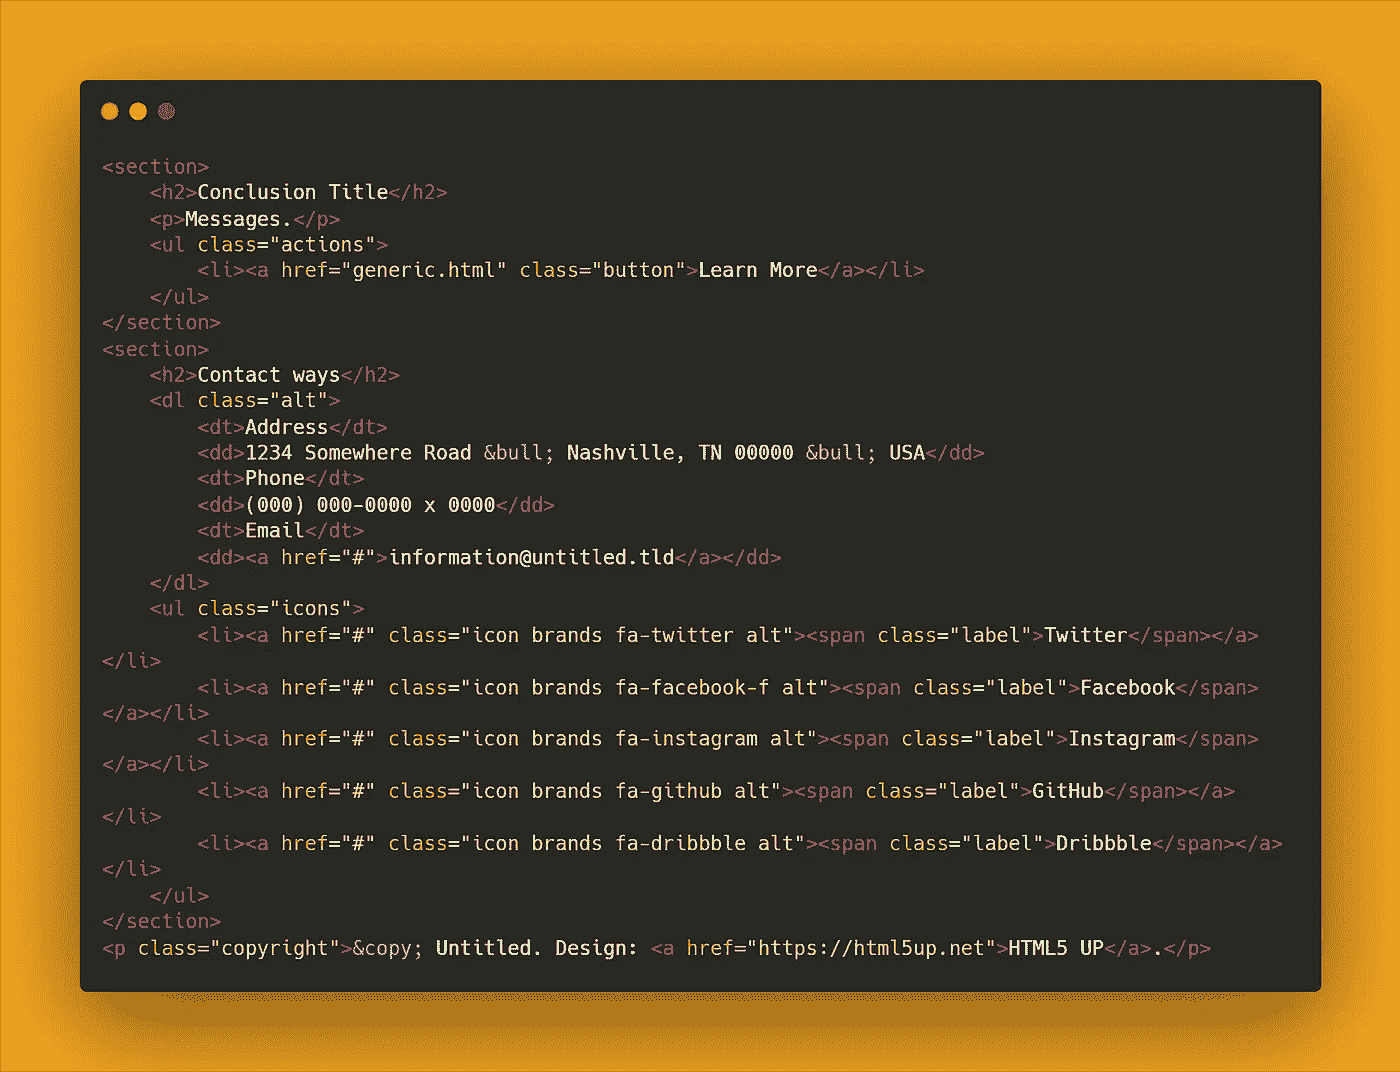 <section>
    <h2>Conclusion Title</h2>
    <p>Messages.</p>
    <ul class="actions">
        <li><a href="generic.html" class="button">Learn More</a></li>
    </ul>
</section>
<section>
    <h2>Contact ways</h2>
    <dl class="alt">
        <dt>Address</dt>
        <dd>1234 Somewhere Road &bull; Nashville, TN 00000 &bull; USA</dd>
        <dt>Phone</dt>
        <dd>(000) 000-0000 x 0000</dd>
        <dt>Email</dt>
        <dd><a href="#">information@untitled.tld</a></dd>
    </dl>
    <ul class="icons">
        <li><a href="#" class="icon brands fa-twitter alt"><span class="label">Twitter</span></a>
</li>
        <li><a href="#" class="icon brands fa-facebook-f alt"><span class="label">Facebook</span>
</a></li>
        <li><a href="#" class="icon brands fa-instagram alt"><span class="label">Instagram</span>
</a></li>
        <li><a href="#" class="icon brands fa-github alt"><span class="label">GitHub</span></a>
</li>
        <li><a href="#" class="icon brands fa-dribbble alt"><span class="label">Dribbble</span></a>
</li>
    </ul>
</section>
<p class="copyright">&copy; Untitled. Design: <a href="https://html5up.net">HTML5 UP</a>.</p>